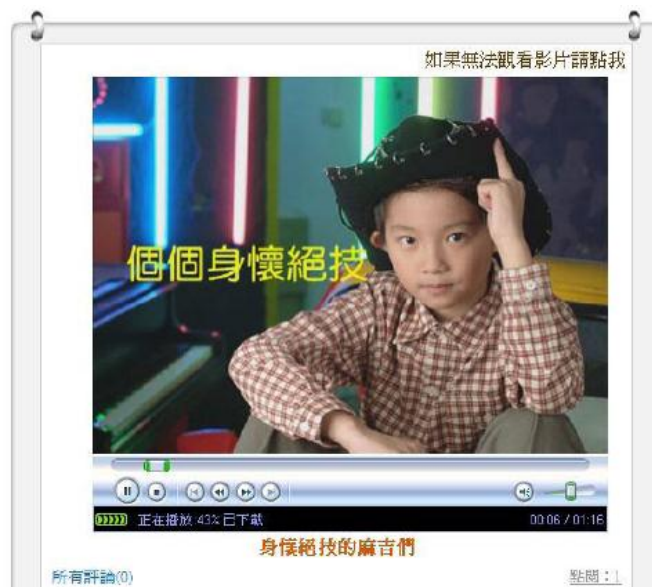 如果無法觀看影片請點我
個個身懷絕技
正在播放 43% 已下載
00:06 / 01:16
身懷絕技的麻吉們
所有評論(0)
點閱：1